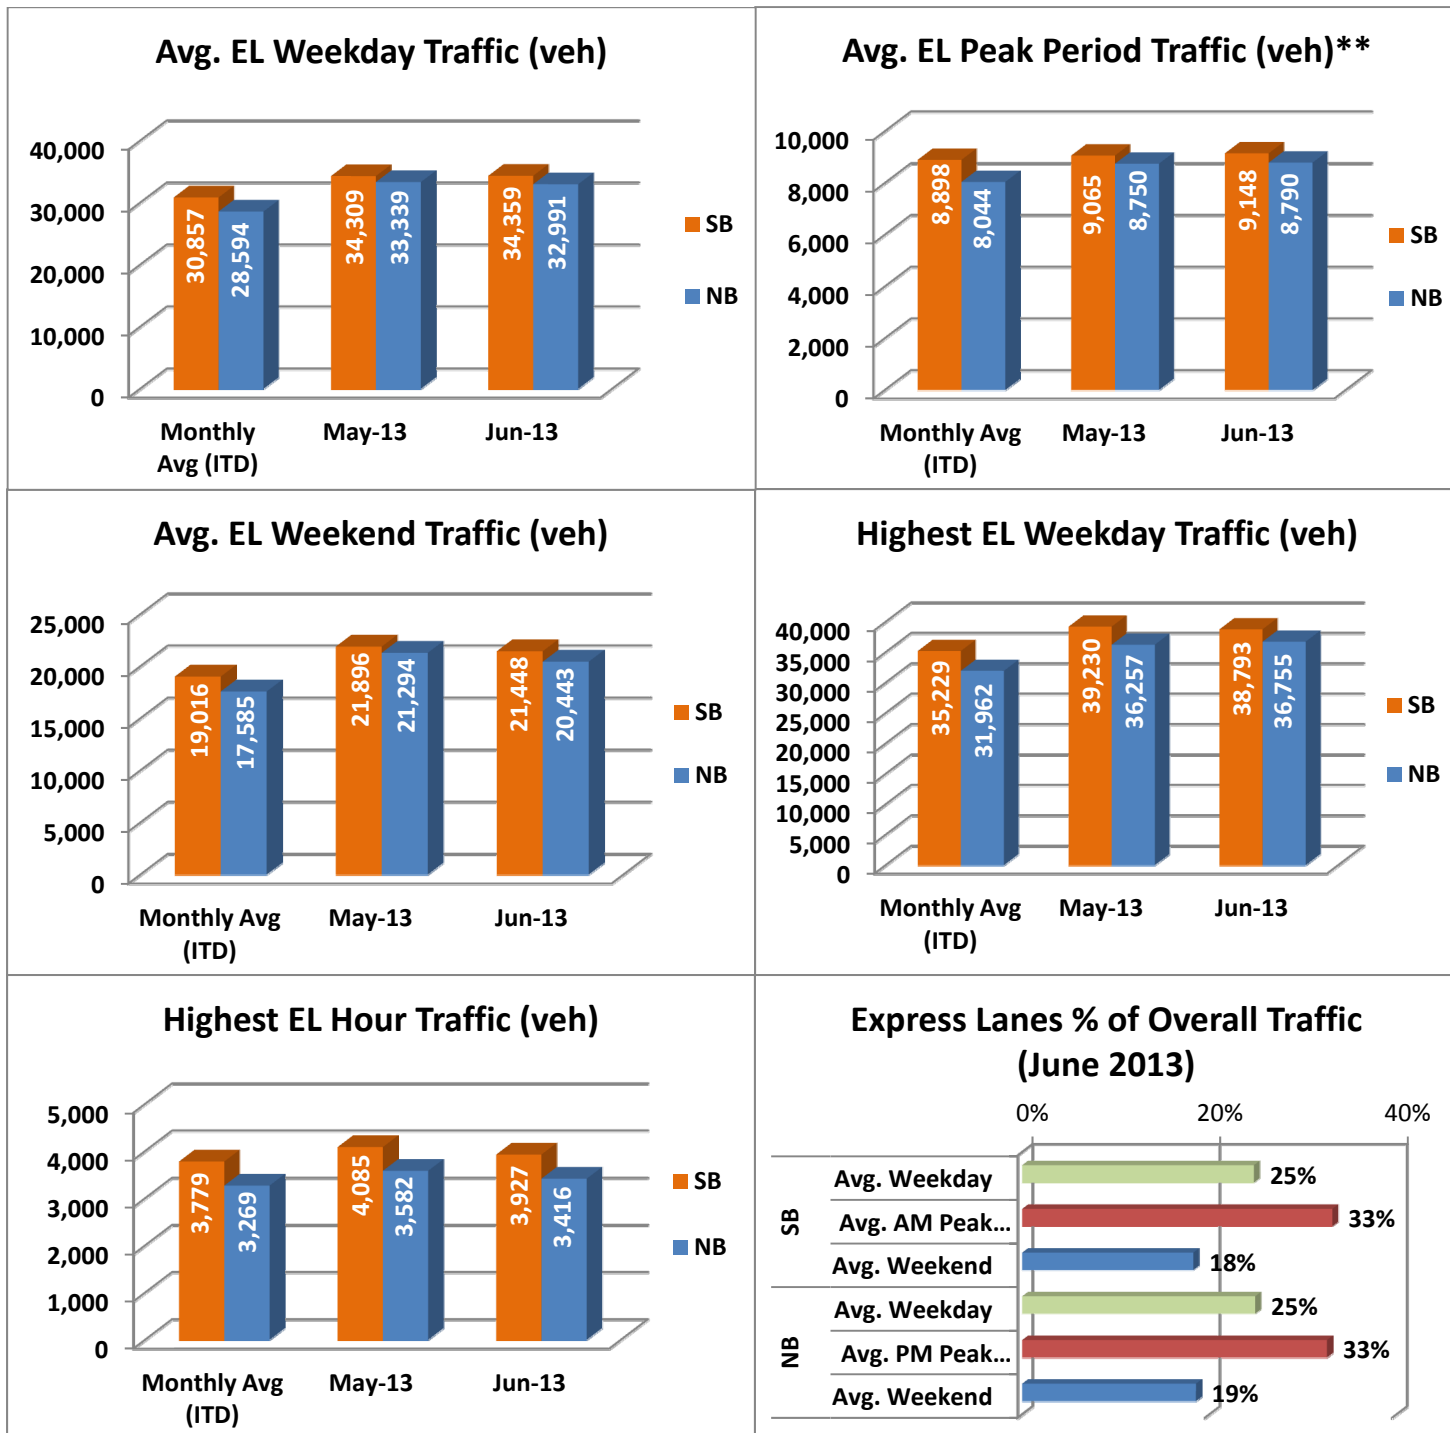 Avg. EL Weekday Traffic (veh)
40,000
30,000
20,000
10,000
0
30,857
28,594
34,309
33,339
34,359
32,991
SB
NB
Monthly
Avg (ITD)
May-13
Jun-13
Avg. EL Peak Period Traffic (veh)**
10,000
8,000
6,000
4,000
2,000
0
8,898
8,044
9,065
8,750
9,148
8,790
SB
NB
Monthly Avg
(ITD)
May-13
Jun-13
Avg. EL Weekend Traffic (veh)
25,000
20,000
15,000
10,000
5,000
0
19,016
17,585
21,896
21,294
21,448
20,443
SB
NB
Monthly Avg
(ITD)
May-13
Jun-13
Highest EL Weekday Traffic (veh)
40,000
35,000
30,000
25,000
20,000
15,000
10,000
5,000
0
35,229
31,962
39,230
36,257
38,793
36,755
SB
NB
Monthly Avg
(ITD)
May-13
Jun-13
Highest EL Hour Traffic (veh)
5,000
4,000
3,000
2,000
1,000
0
3,779
3,269
4,085
3,582
3,927
3,416
SB
NB
Monthly Avg
(ITD)
May-13
Jun-13
Express Lanes % of Overall Traffic
(June 2013)
0% 20% 40%
SB
Avg. Weekday 25%
Avg. AM Peak... 33%
Avg. Weekend 18%
NB
Avg. Weekday 25%
Avg. PM Peak... 33%
Avg. Weekend 19%